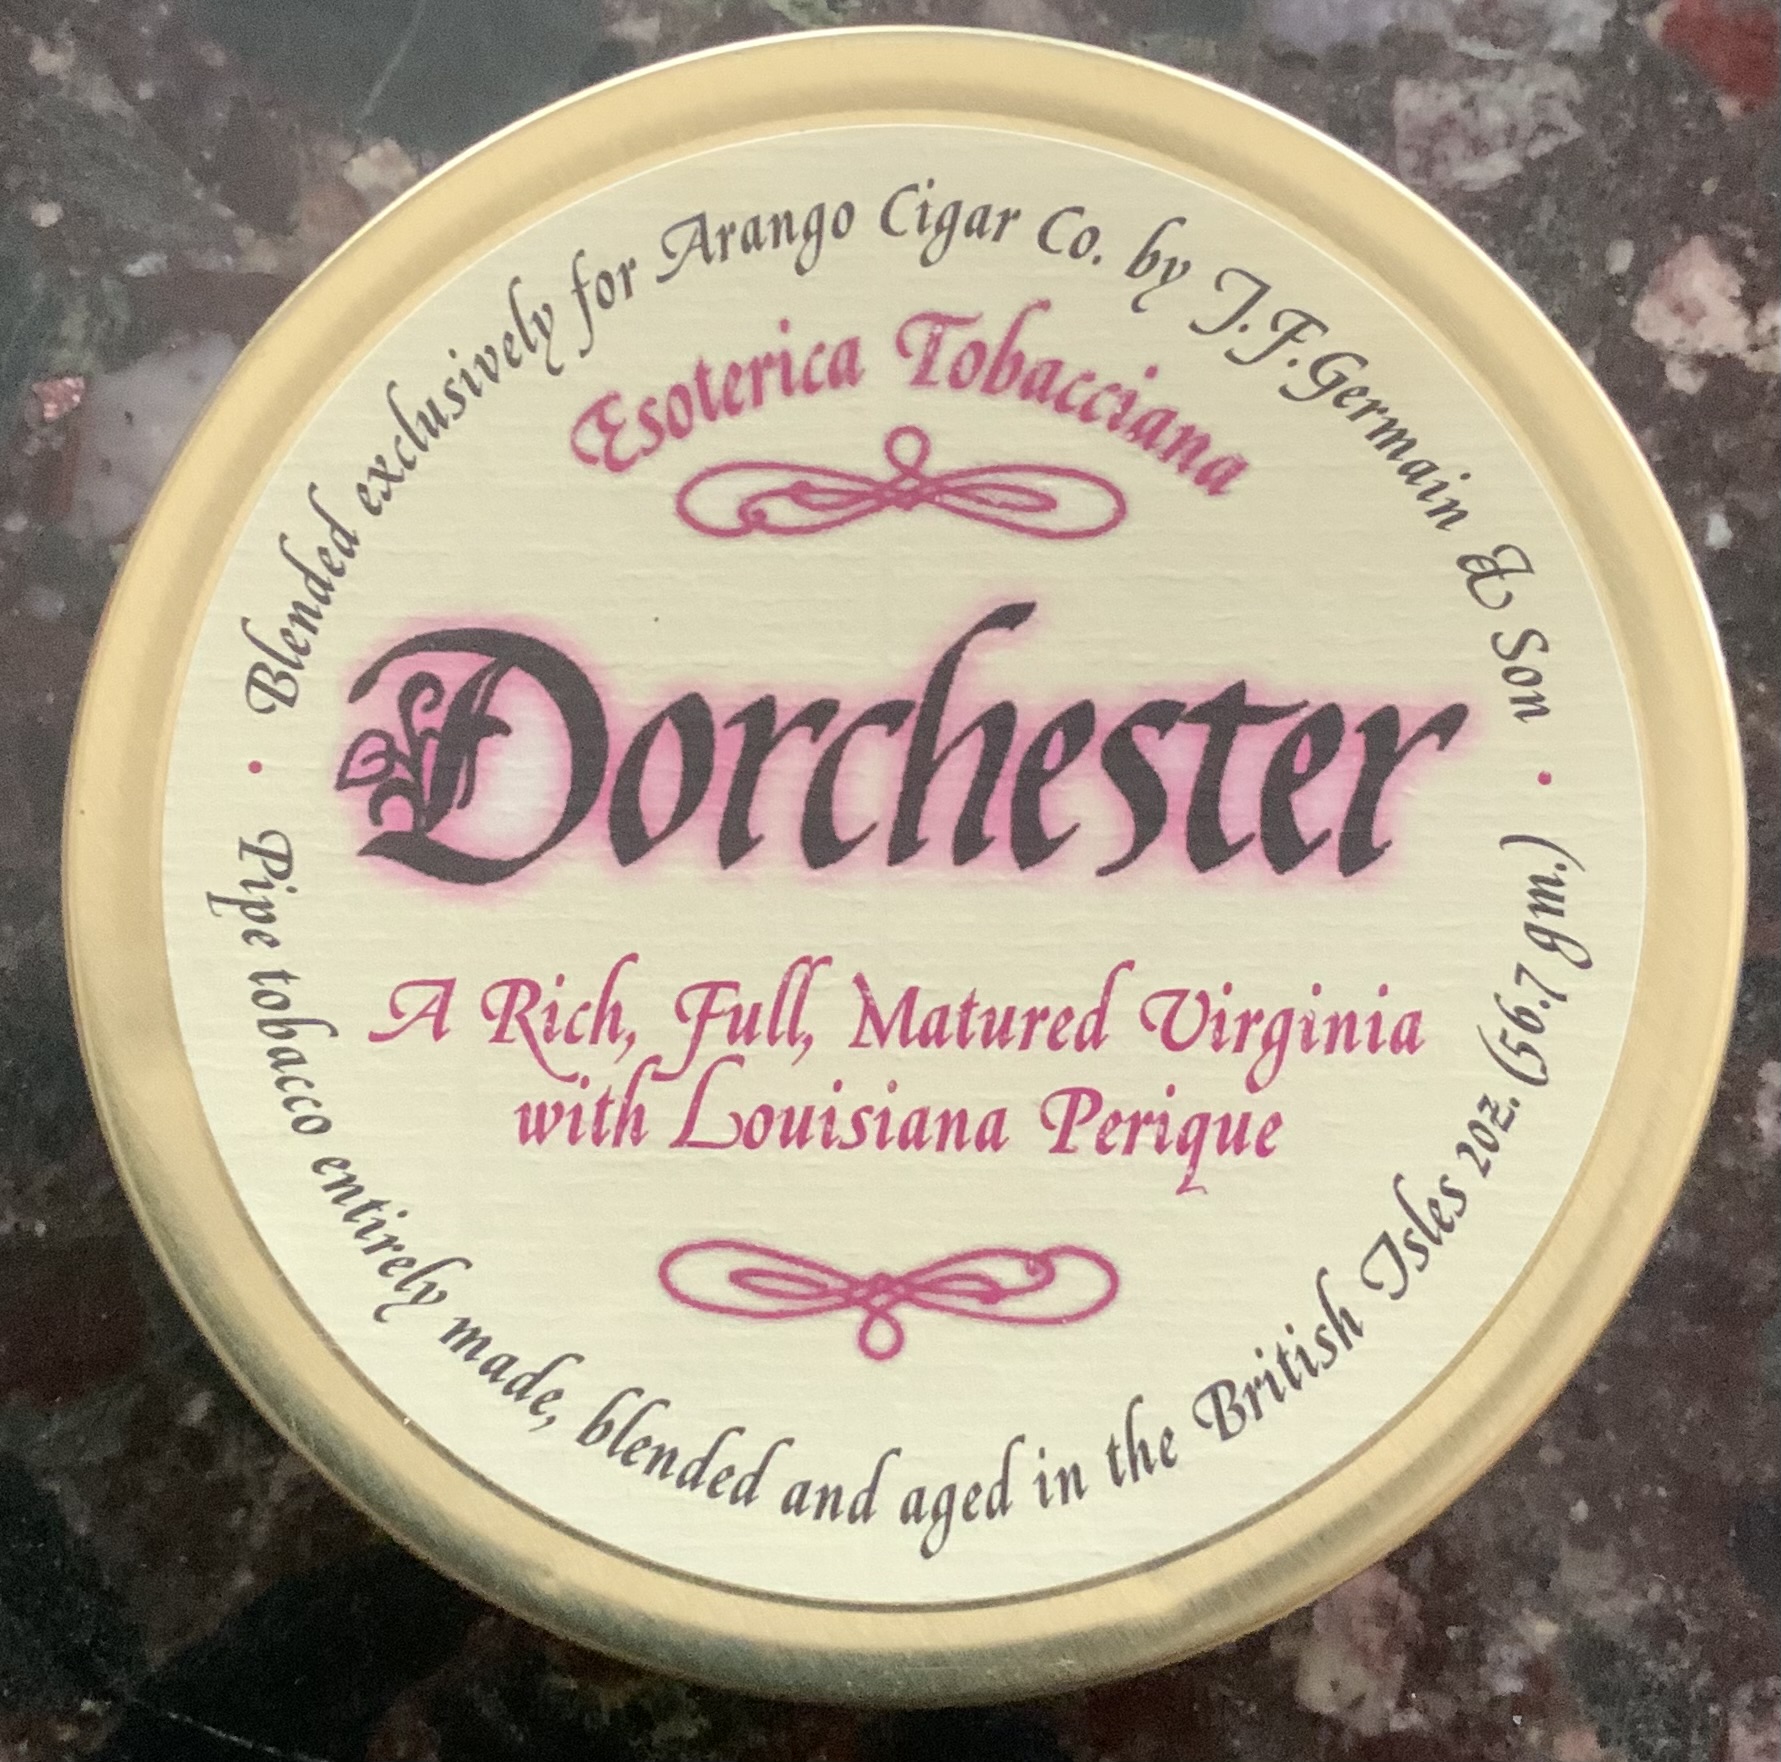 Blended exclusively for Arango Cigar Co. by J.F.Germain & Son
Esoterica Tobacciana
Dorchester
A Rich, Full, Matured Virginia
with Louisiana Perique
Pipe tobacco entirely made, blended and aged in the British Isles 2oz. (56.7 gm.)